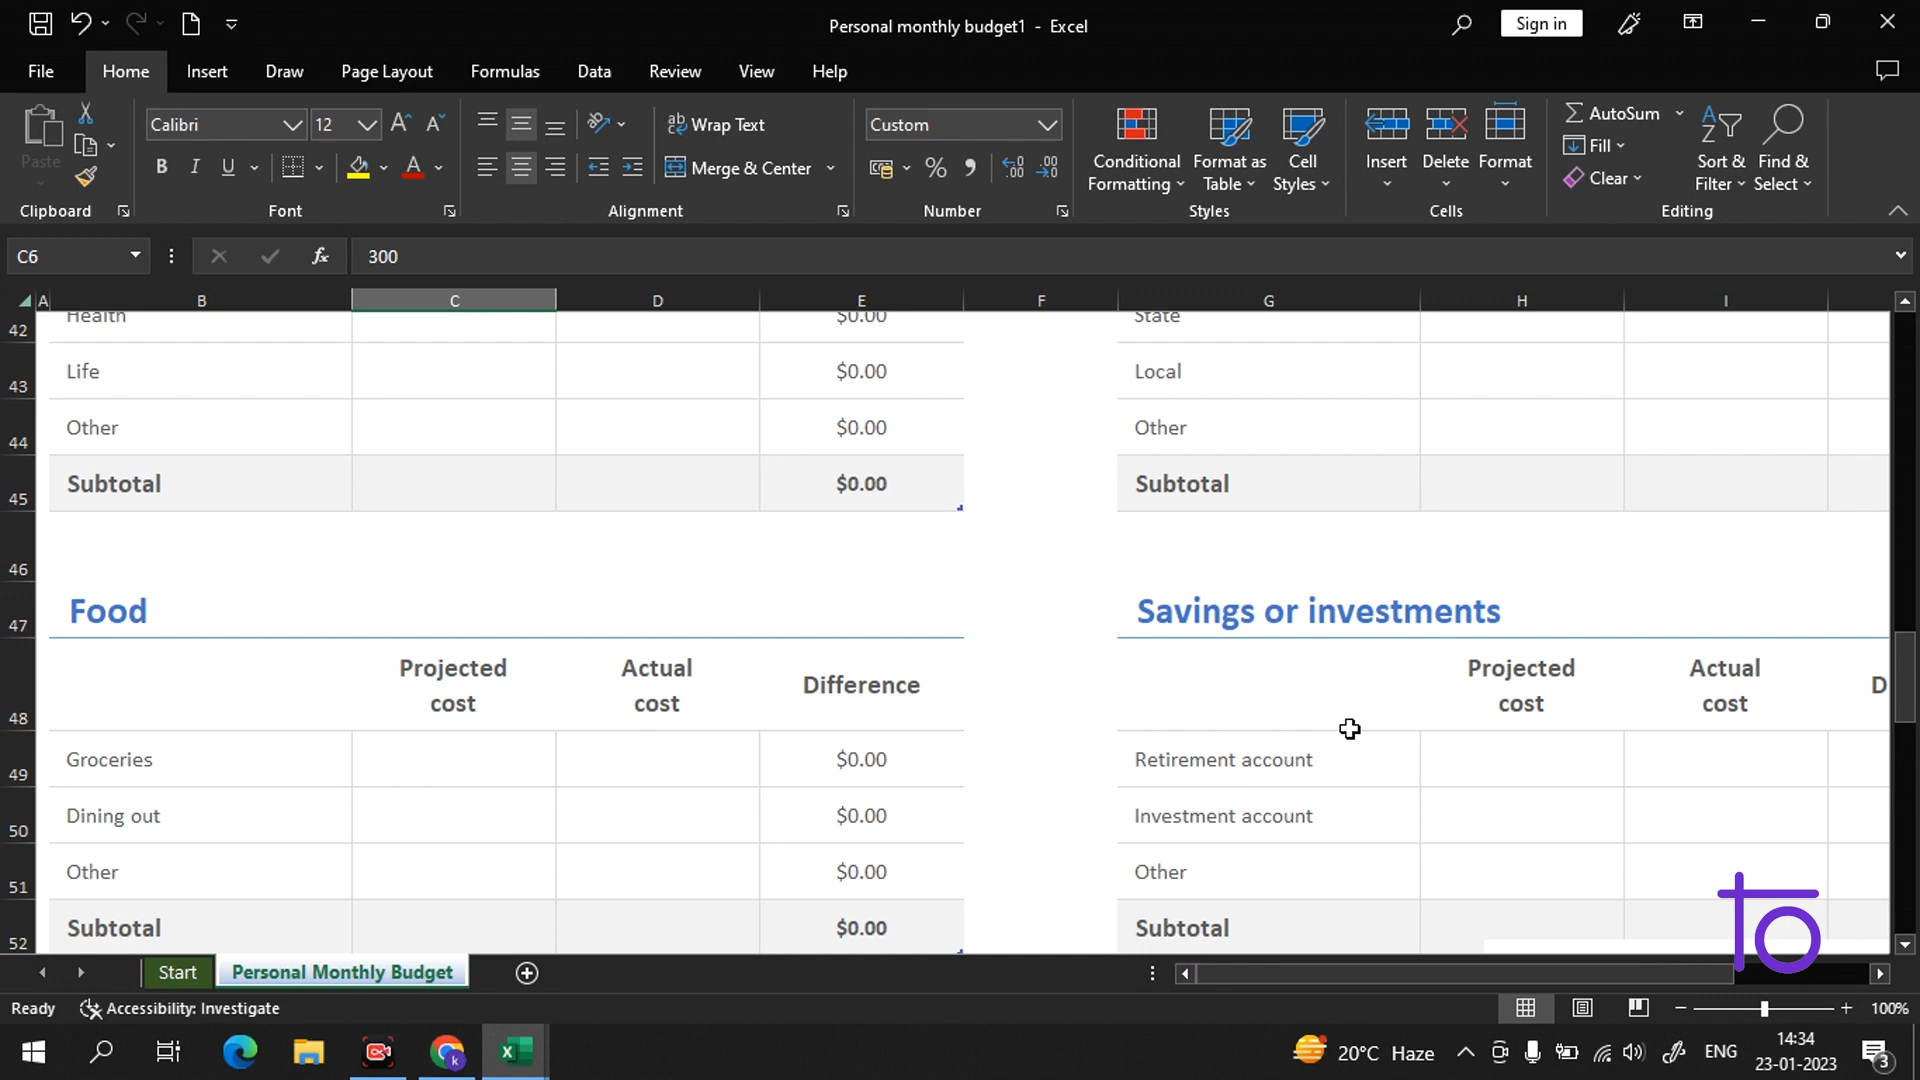 Personal monthly budget1 - Excel
Sign in
File Home Insert Draw Page Layout Formulas Data Review View Help
Paste
Calibri 12
B I U
Wrap Text
Merge & Center
Custom
Conditional Formatting
Format as Table
Cell Styles
Insert
Delete
Format
AutoSum
Fill
Clear
Sort & Filter
Find & Select
Clipboard Font Alignment Number Styles Cells Editing
C6 fx 300
A B C D E F G H I
42 Health $0.00 State
43 Life $0.00 Local
44 Other $0.00 Other
45 Subtotal $0.00 Subtotal
46
47 Food Savings or investments
48 Projected cost Actual cost Difference Projected cost Actual cost D
49 Groceries $0.00 Retirement account
50 Dining out $0.00 Investment account
51 Other $0.00 Other
52 Subtotal $0.00 Subtotal
to
Start Personal Monthly Budget
Ready Accessibility: Investigate 100%
20°C Haze ENG 14:34
23-01-2023 3